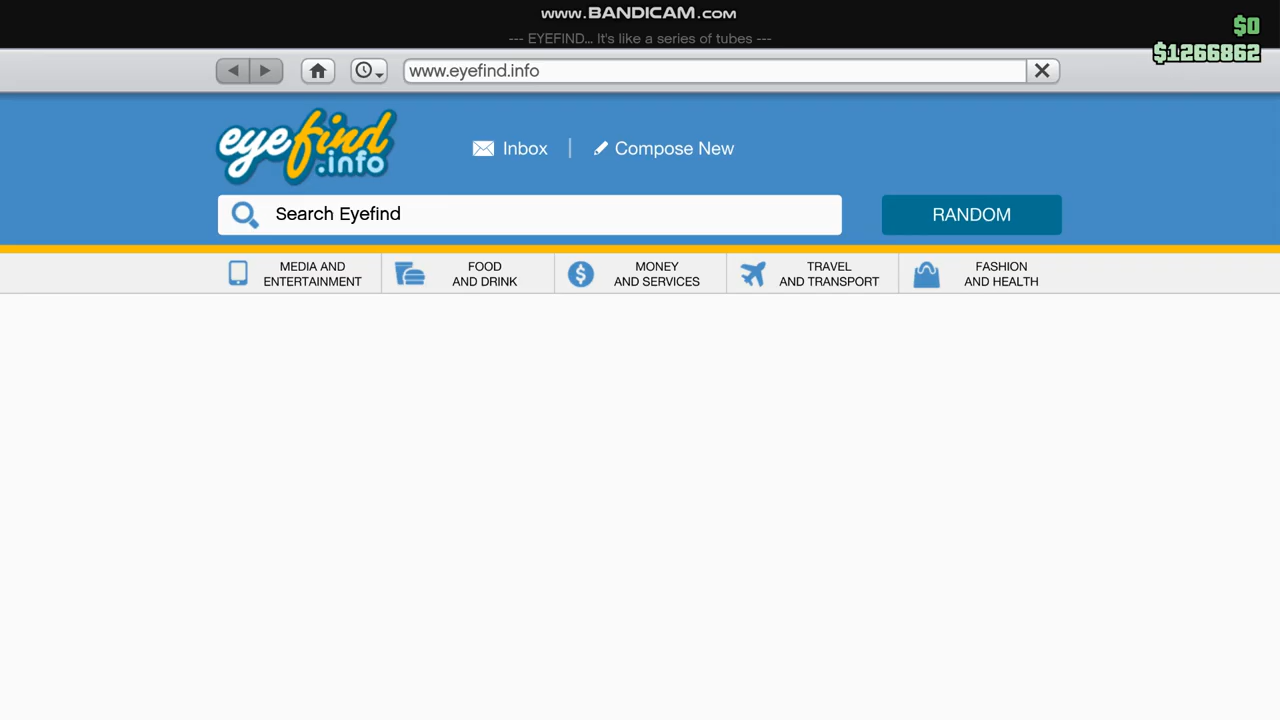 www.BANDICAM.com
--- EYEFIND... It's like a series of tubes ---
$0
$1266862
www.eyefind.info
eyefind.info
Inbox | Compose New
Search Eyefind
RANDOM
MEDIA AND
ENTERTAINMENT
FOOD
AND DRINK
MONEY
AND SERVICES
TRAVEL
AND TRANSPORT
FASHION
AND HEALTH